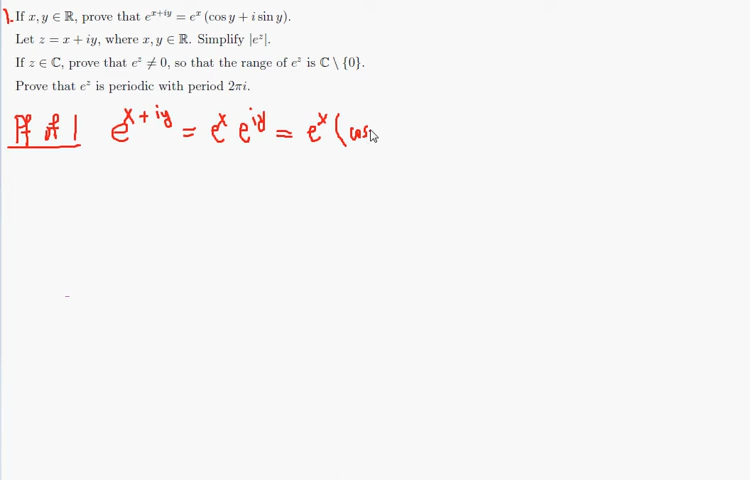 1. If x, y ∈ ℝ, prove that e^{x+iy} = e^x (cos y + i sin y).
Let z = x + iy, where x, y ∈ ℝ. Simplify |e^z|.
If z ∈ ℂ, prove that e^z ≠ 0, so that the range of e^z is ℂ \ {0}.
Prove that e^z is periodic with period 2πi.
Pf of 1 e^{x+iy} = e^x e^{iy} = e^x (cos